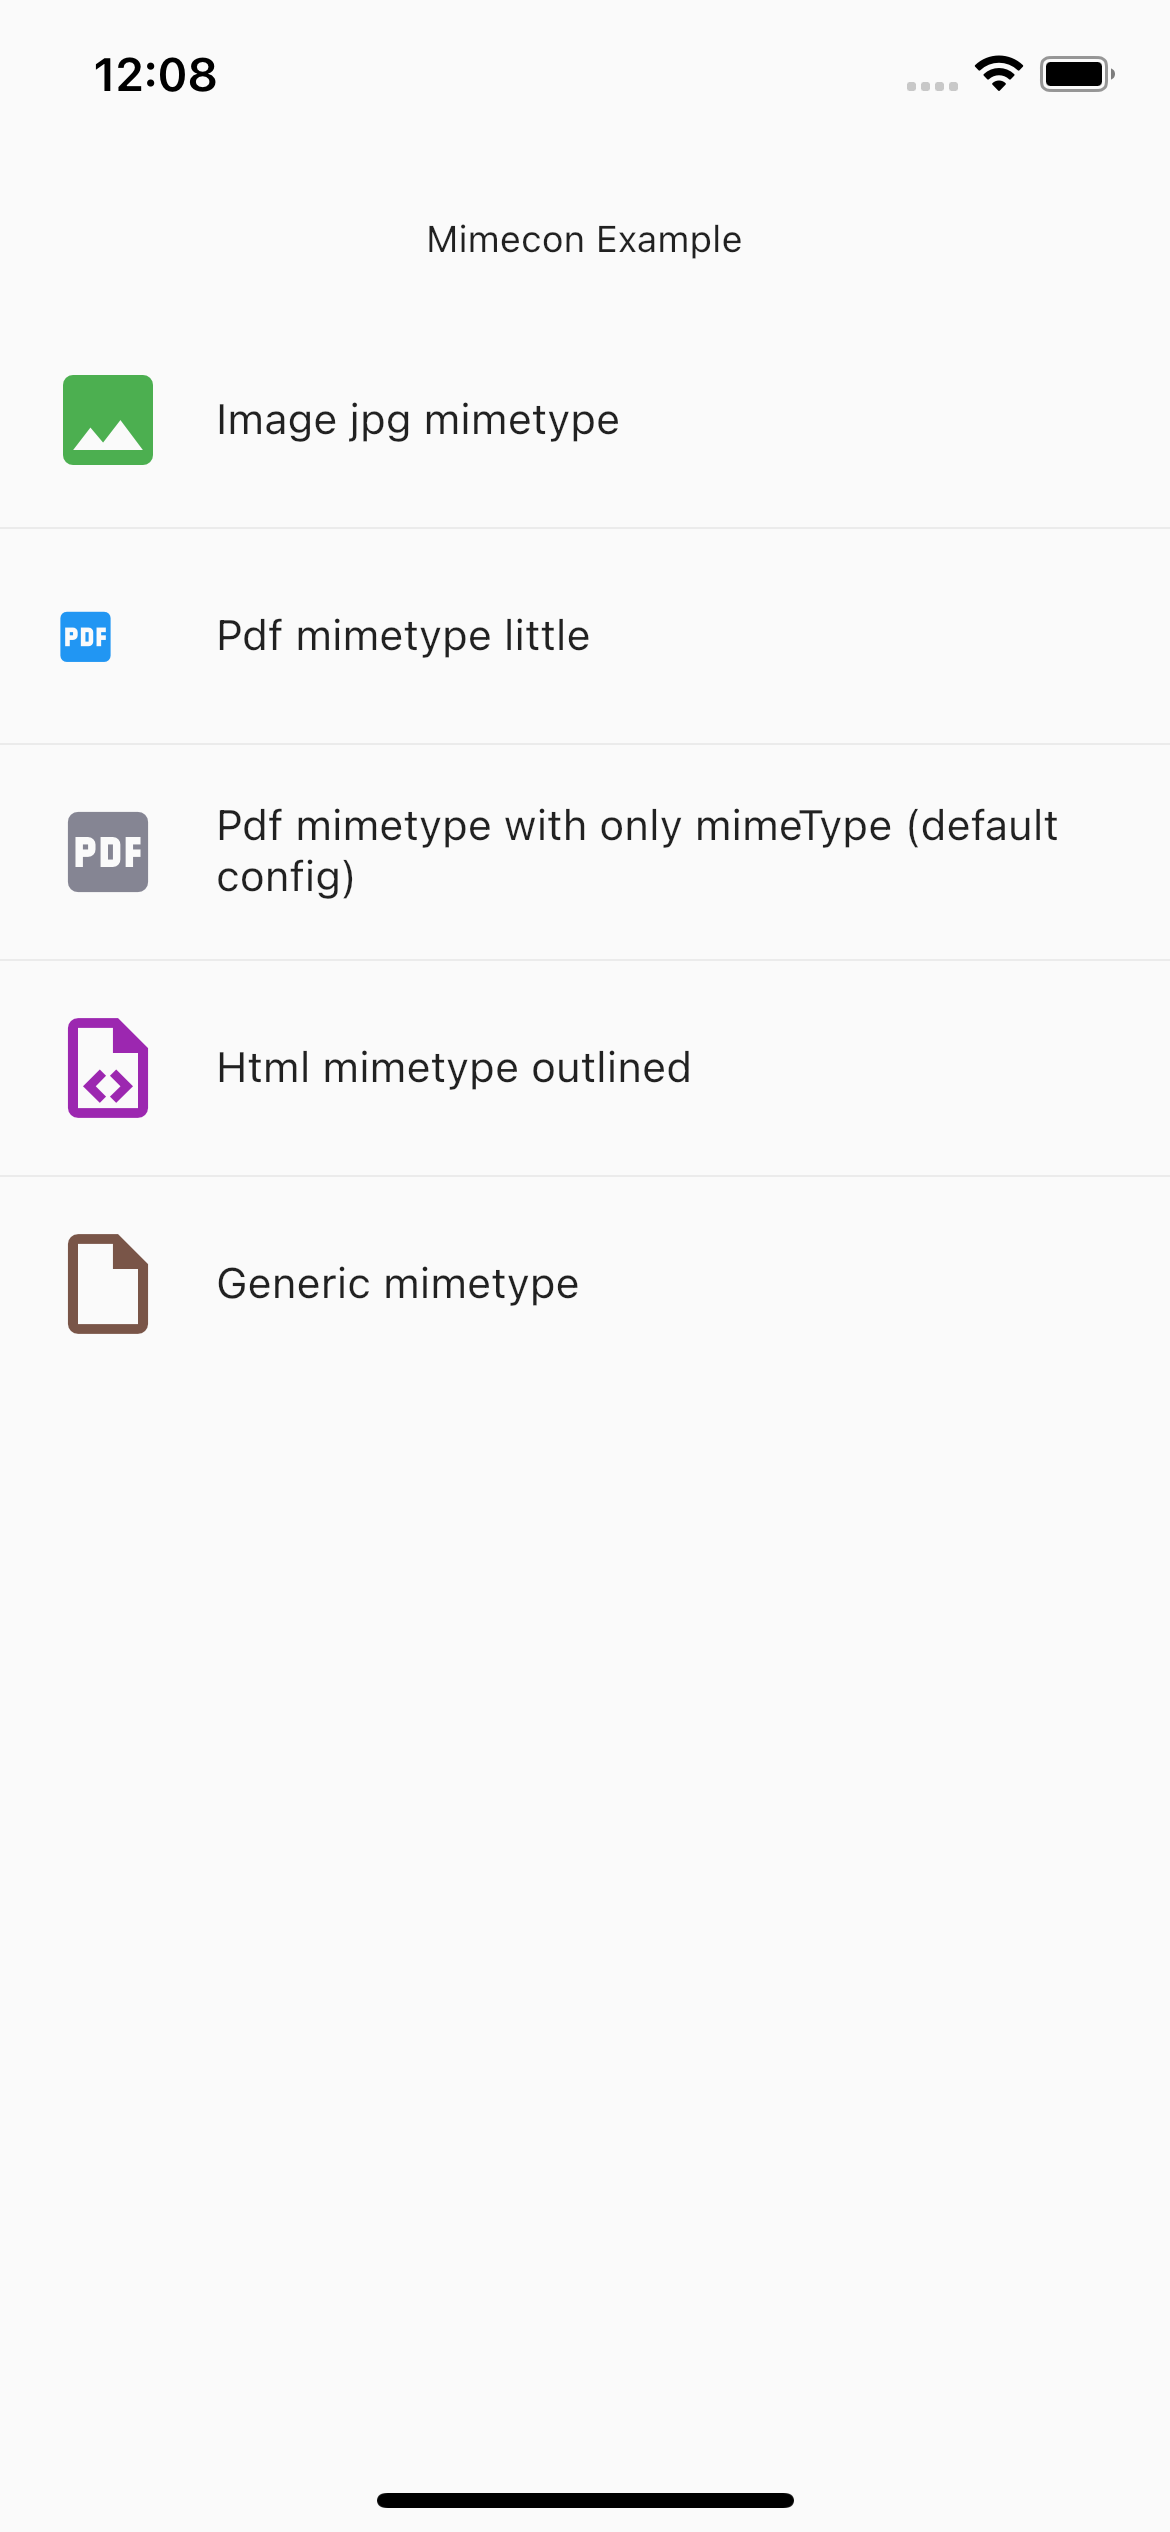 12:08
Mimecon Example
Image jpg mimetype
PDF
Pdf mimetype little
PDF
Pdf mimetype with only mimeType (default
config)
Html mimetype outlined
Generic mimetype